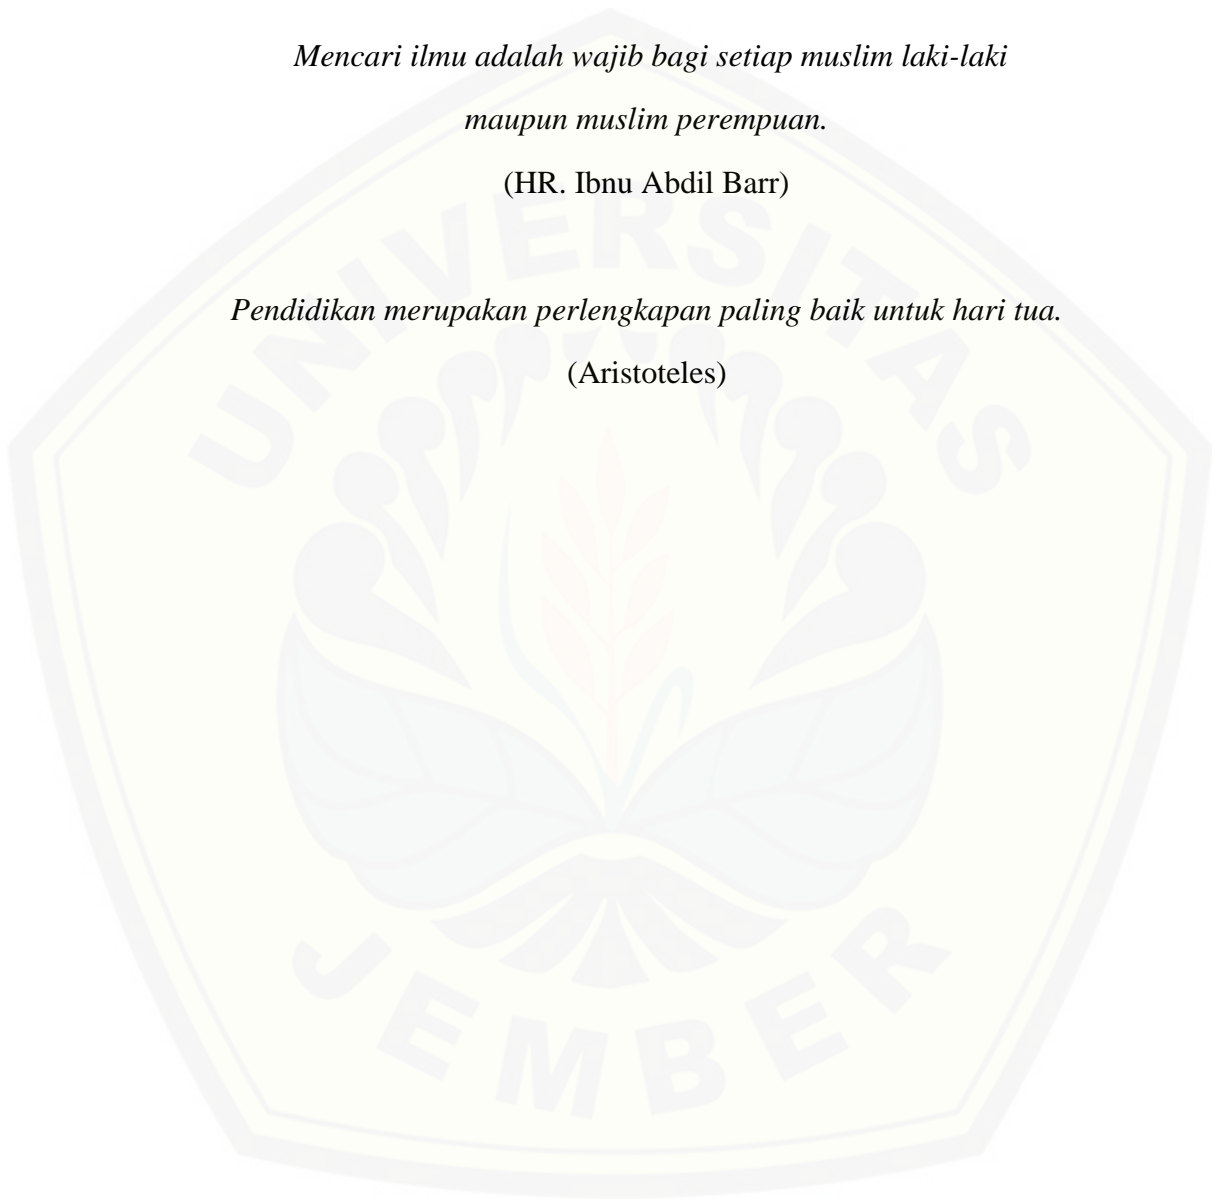 Mencari ilmu adalah wajib bagi setiap muslim laki-laki
maupun muslim perempuan.
(HR. Ibnu Abdil Barr)
Pendidikan merupakan perlengkapan paling baik untuk hari tua.
(Aristoteles)
UNIVERSITAS
JEMBER